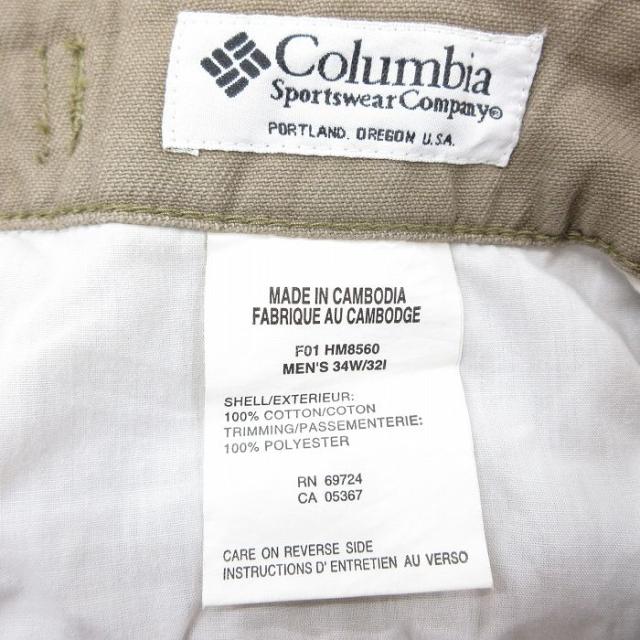 Columbia
Sportswear Company®
PORTLAND, OREGON U.S.A.
MADE IN CAMBODIA
FABRIQUE AU CAMBODGE
F01 HM8560
MEN'S 34W/32I
SHELL/EXTERIEUR:
100% COTTON/COTON
TRIMMING/PASSEMENTERIE:
100% POLYESTER
RN 69724
CA 05367
CARE ON REVERSE SIDE
INSTRUCTIONS D' ENTRETIEN AU VERSO